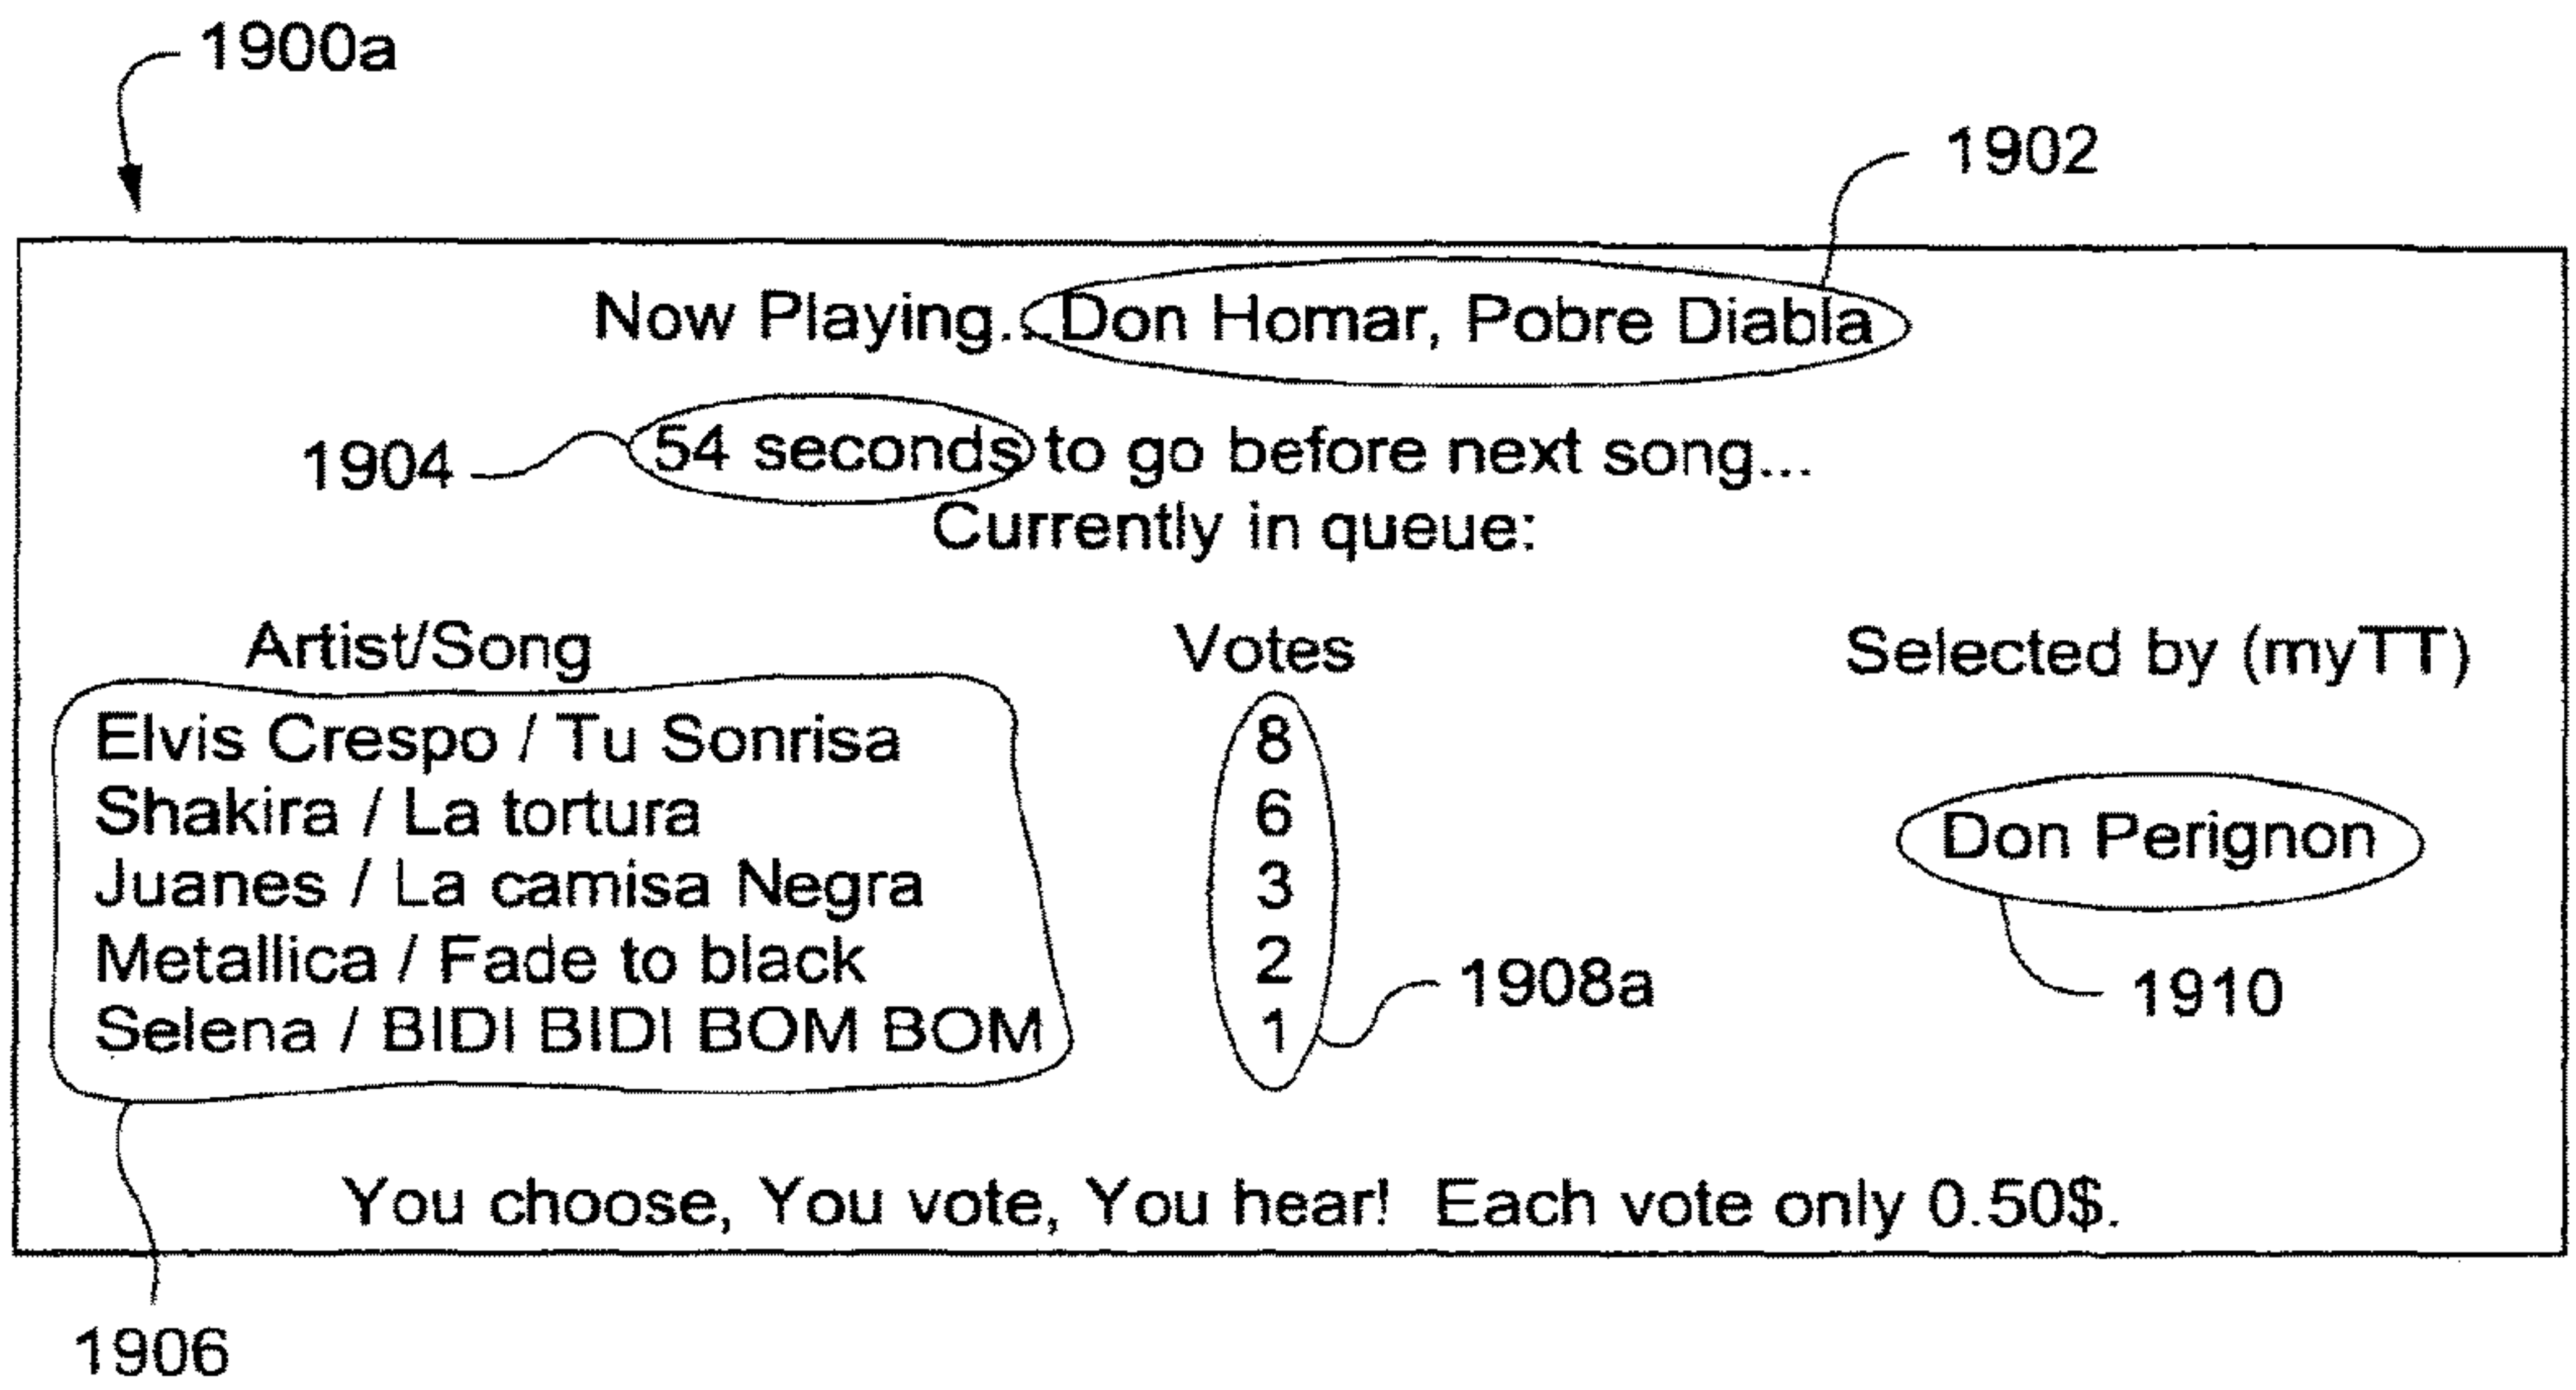 1900a
1902
Now Playing...Don Homar, Pobre Diabla
1904 54 seconds to go before next song...
Currently in queue:
Artist/Song Votes Selected by (myTT)
Elvis Crespo / Tu Sonrisa 8
Shakira / La tortura 6 Don Perignon
Juanes / La camisa Negra 3
Metallica / Fade to black 2
Selena / BIDI BIDI BOM BOM 1
1908a
1910
You choose, You vote, You hear! Each vote only 0.50$.
1906